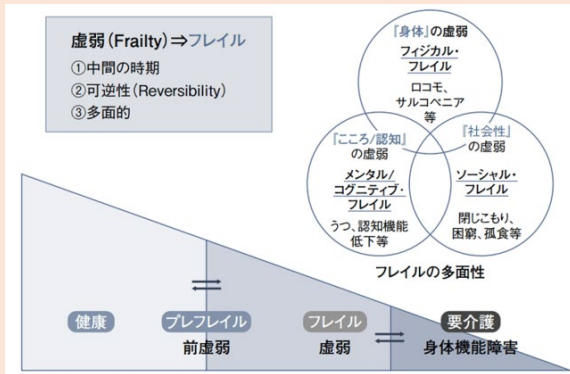 虚弱(Frailty)⇒フレイル
①中間の時期
②可逆性(Reversibility)
③多面的
『身体』の虚弱
フィジカル・
フレイル
ロコモ、
サルコペニア
等
『こころ/認知』
の虚弱
メンタル/
コグニティブ・
フレイル
うつ、認知機能
低下等
『社会性』
の虚弱
ソーシャル・
フレイル
閉じこもり、
困窮、孤食等
フレイルの多面性
健康
プレフレイル
前虚弱
フレイル
虚弱
要介護
身体機能障害